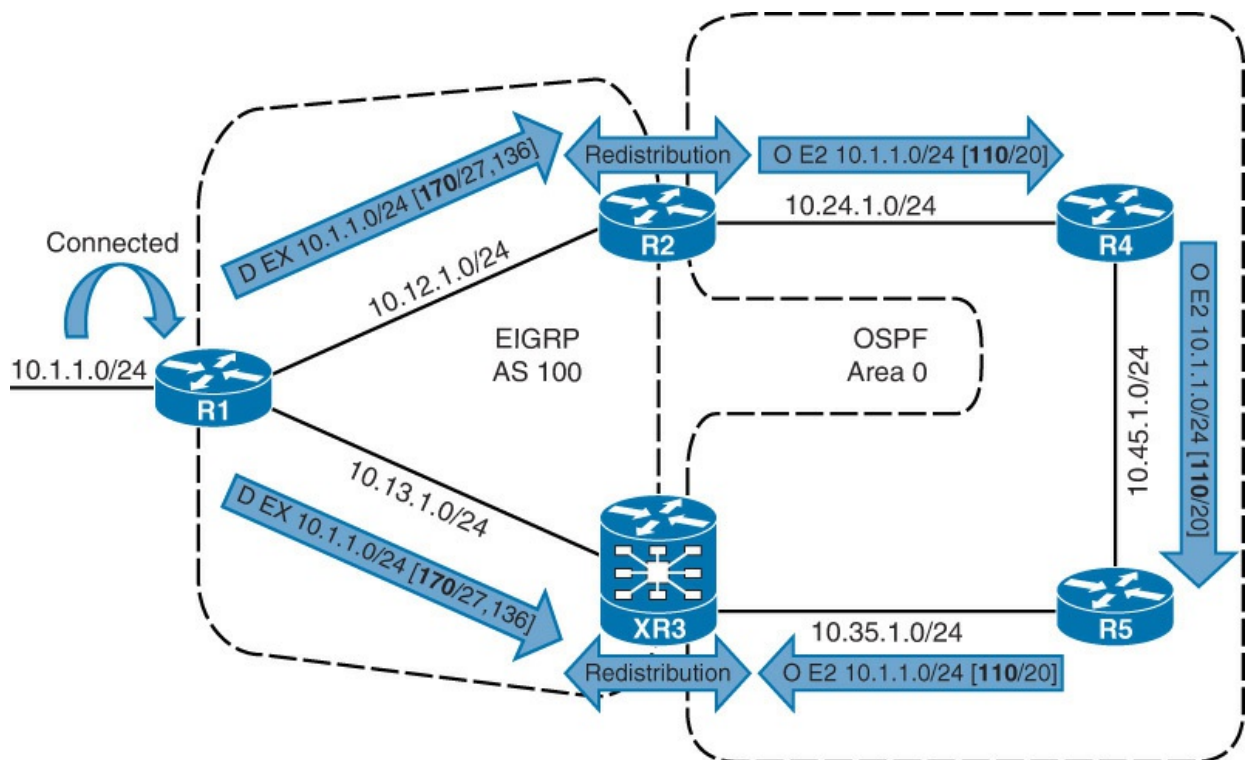 Connected
10.1.1.0/24
R1
D EX 10.1.1.0/24 [170/27,136]
10.12.1.0/24
Redistribution
R2
O E2 10.1.1.0/24 [110/20]
10.24.1.0/24
R4
EIGRP
AS 100
OSPF
Area 0
10.45.1.0/24
O E2 10.1.1.0/24 [110/20]
10.13.1.0/24
D EX 10.1.1.0/24 [170/27,136]
XR3
Redistribution
10.35.1.0/24
O E2 10.1.1.0/24 [110/20]
R5